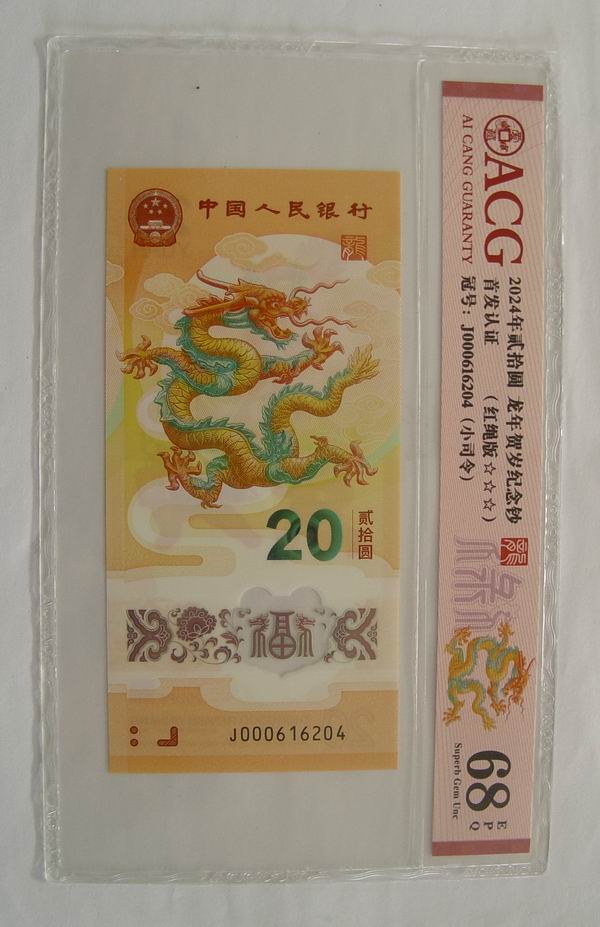 中国人民银行
龍
20
贰拾圆
福
J000616204
ACG
AI CANG GUARANTY
2024年贰拾圆 龙年贺岁纪念钞
首发认证 (红绳版☆☆☆)
冠号: J000616204 (小司令)
68
EPQ
Superb Gem Unc